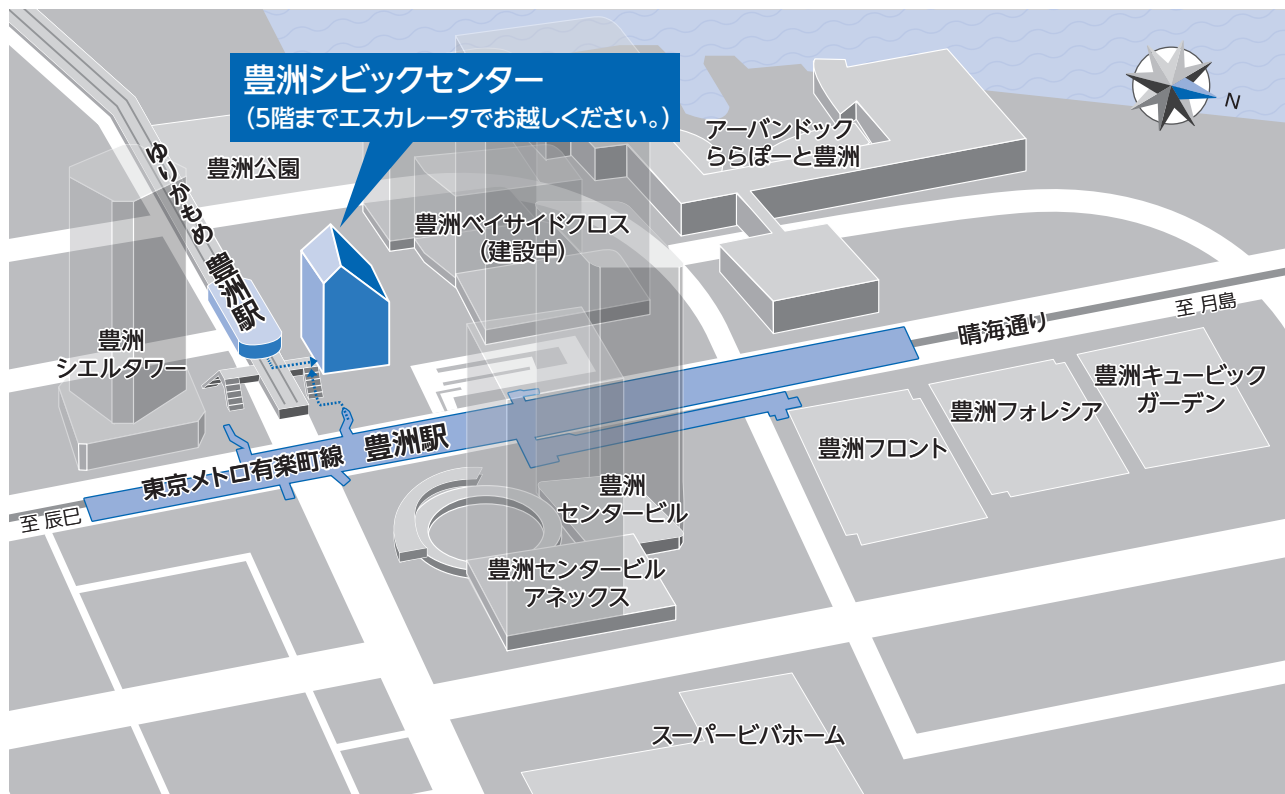 豊洲シビックセンター
（5階までエスカレータでお越しください。）
N
アーバンドック
ららぽーと豊洲
ゆりかもめ 豊洲駅
豊洲公園
豊洲ベイサイドクロス
（建設中）
豊洲
シエルタワー
至 月島
晴海通り
豊洲キュービック
ガーデン
豊洲フォレシア
豊洲フロント
東京メトロ有楽町線 豊洲駅
至 辰巳
豊洲
センタービル
豊洲センタービル
アネックス
スーパービバホーム